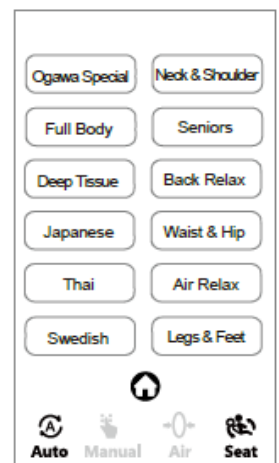 Ogawa Special Neck & Shoulder
Full Body Seniors
Deep Tissue Back Relax
Japanese Waist & Hip
Thai Air Relax
Swedish Legs & Feet
Auto Manual Air Seat